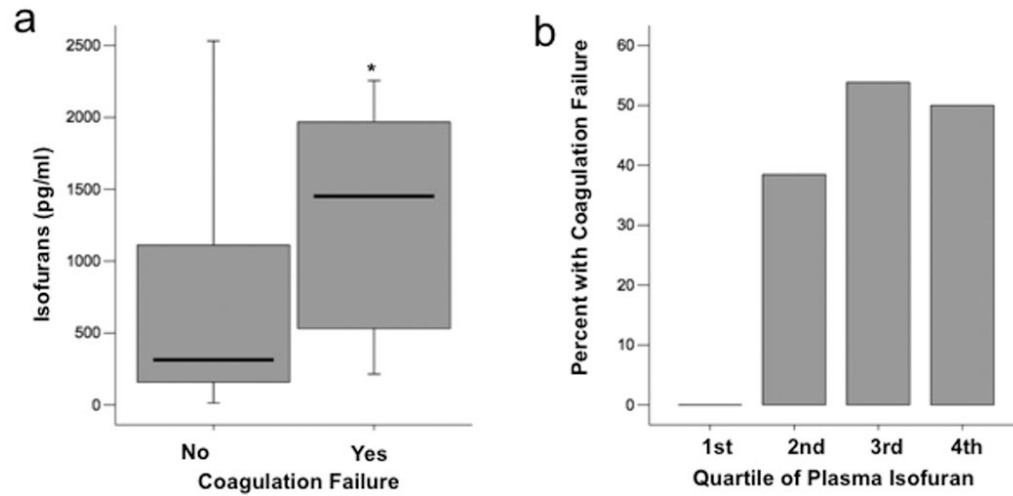 a
Isofurans (pg/ml)
2500
2000
1500
1000
500
0
*
No
Yes
Coagulation Failure
b
Percent with Coagulation Failure
60
50
40
30
20
10
0
1st
2nd
3rd
4th
Quartile of Plasma Isofuran